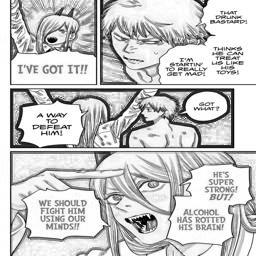 THAT
DRUNK
BASTARD!
THINKS
HE CAN
TREAT
US LIKE
HIS
TOYS!
I'M
STARTIN'
TO REALLY
GET MAD!
I'VE GOT IT!!
GOT
WHAT?
A WAY
TO
DEFEAT
HIM!
HE'S
SUPER
STRONG!
BUT!
ALCOHOL
HAS ROTTED
HIS BRAIN!
WE SHOULD
FIGHT HIM
USING OUR
MINDS!!